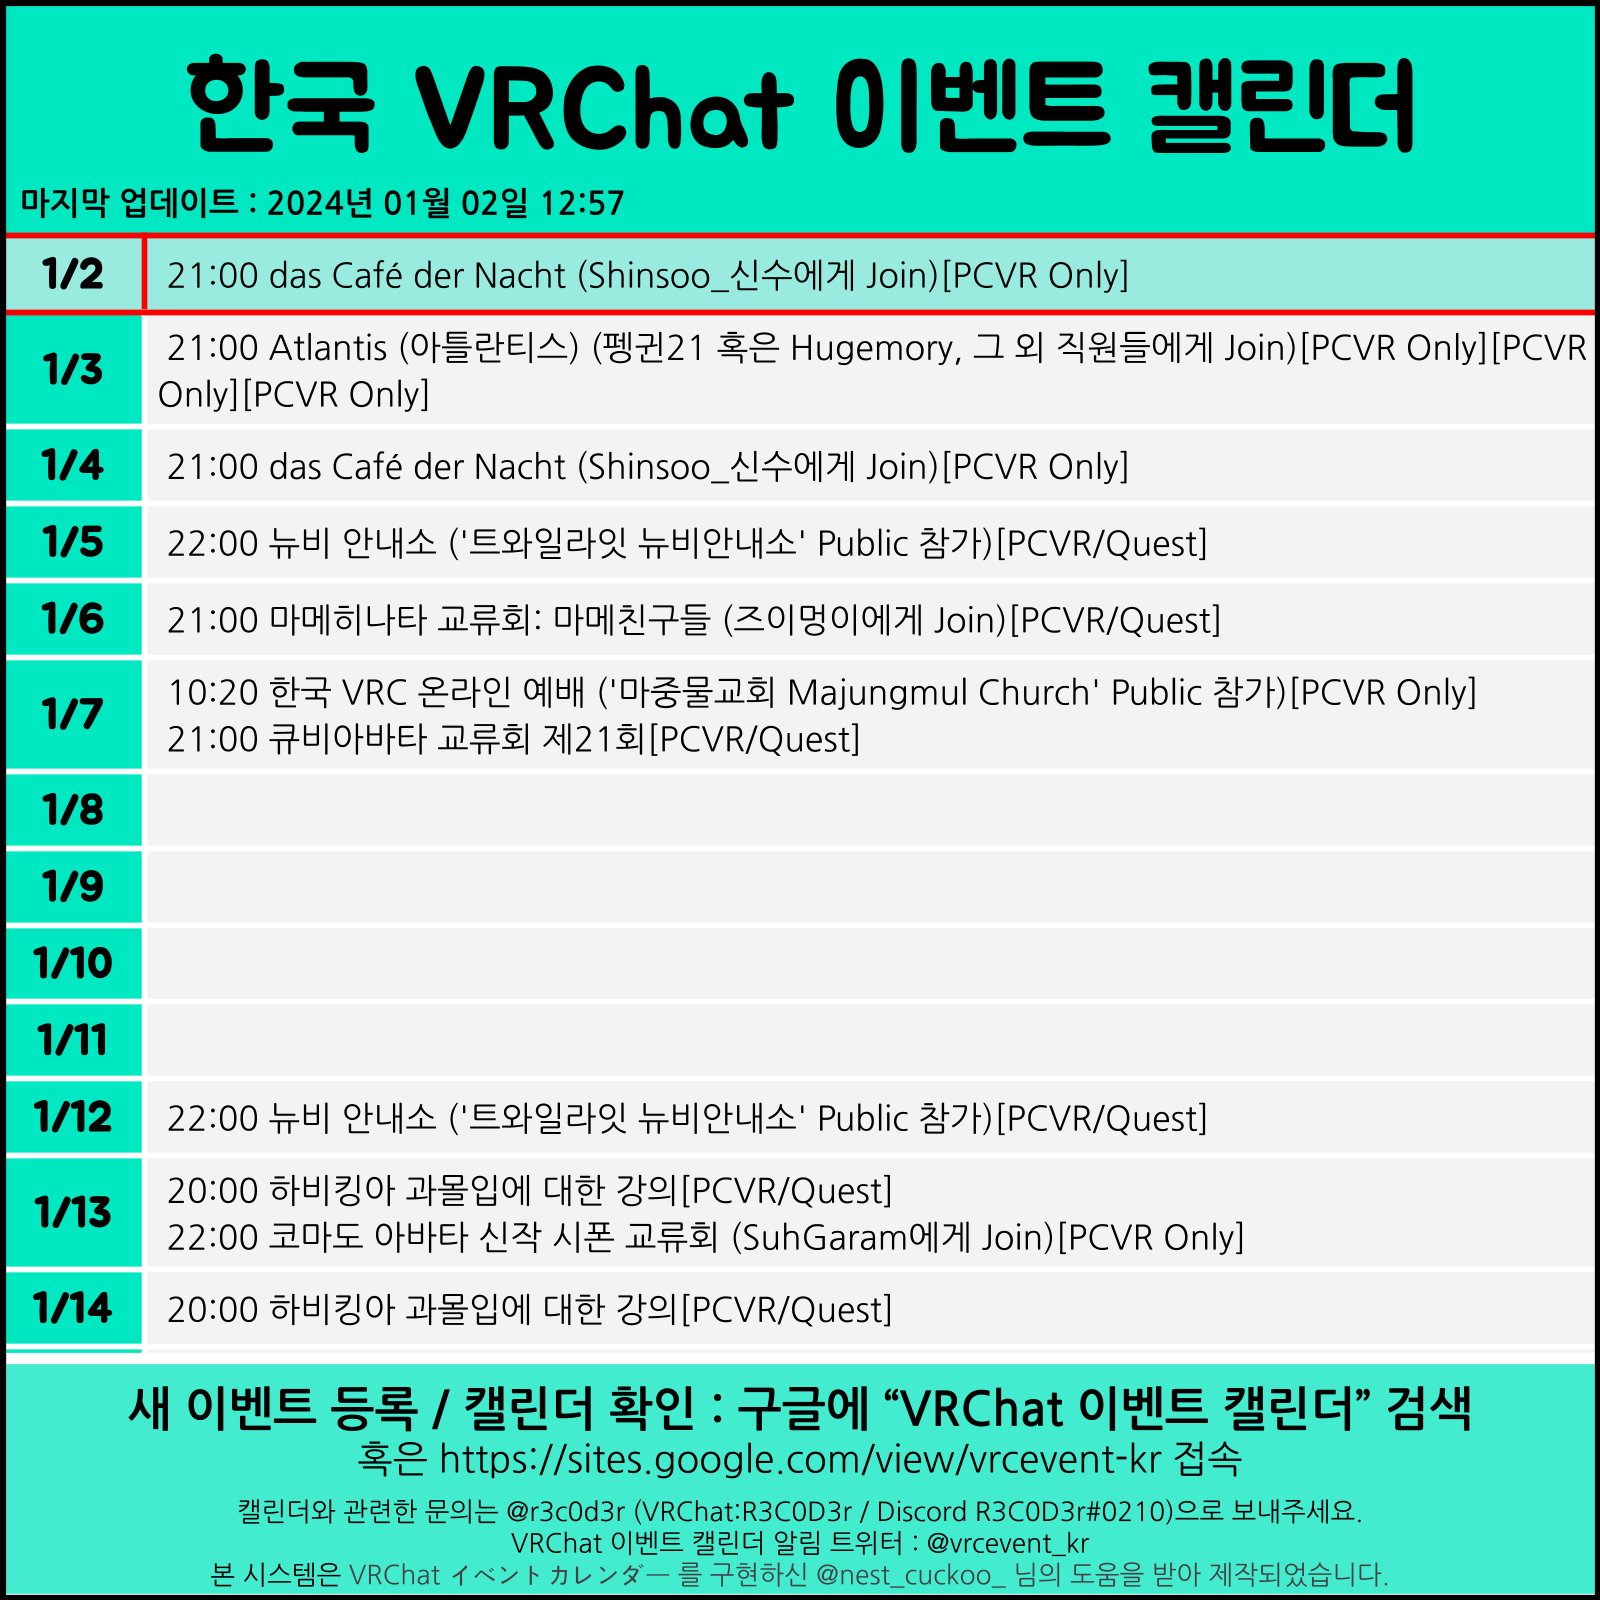 한국 VRChat 이벤트 캘린더
마지막 업데이트 : 2024년 01월 02일 12:57
1/2 21:00 das Café der Nacht (Shinsoo_신수에게 Join)[PCVR Only]
1/3 21:00 Atlantis (아틀란티스) (펭귄21 혹은 Hugemory, 그 외 직원들에게 Join)[PCVR Only][PCVR
Only][PCVR Only]
1/4 21:00 das Café der Nacht (Shinsoo_신수에게 Join)[PCVR Only]
1/5 22:00 뉴비 안내소 ('트와일라잇 뉴비안내소' Public 참가)[PCVR/Quest]
1/6 21:00 마메히나타 교류회: 마메친구들 (즈이멍이에게 Join)[PCVR/Quest]
1/7 10:20 한국 VRC 온라인 예배 ('마중물교회 Majungmul Church' Public 참가)[PCVR Only]
21:00 큐비아바타 교류회 제21회[PCVR/Quest]
1/8
1/9
1/10
1/11
1/12 22:00 뉴비 안내소 ('트와일라잇 뉴비안내소' Public 참가)[PCVR/Quest]
1/13 20:00 하비킹아 과몰입에 대한 강의[PCVR/Quest]
22:00 코마도 아바타 신작 시폰 교류회 (SuhGaram에게 Join)[PCVR Only]
1/14 20:00 하비킹아 과몰입에 대한 강의[PCVR/Quest]
새 이벤트 등록 / 캘린더 확인 : 구글에 “VRChat 이벤트 캘린더” 검색
혹은 https://sites.google.com/view/vrcevent-kr 접속
캘린더와 관련한 문의는 @r3c0d3r (VRChat:R3C0D3r / Discord R3C0D3r#0210)으로 보내주세요.
VRChat 이벤트 캘린더 알림 트위터 : @vrcevent_kr
본 시스템은 VRChat イベントカレンダー 를 구현하신 @nest_cuckoo_ 님의 도움을 받아 제작되었습니다.